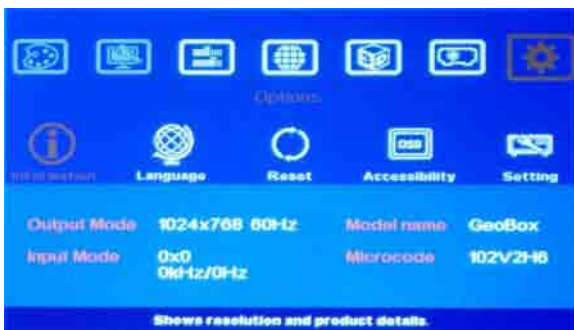 Options
Information
Language
Reset
Accessibility
OSD
Setting
Output Mode 1024x768 60Hz Model name GeoBox
Input Mode 0x0 Microcode 102V2H6
0kHz/0Hz
Shows resolution and product details.